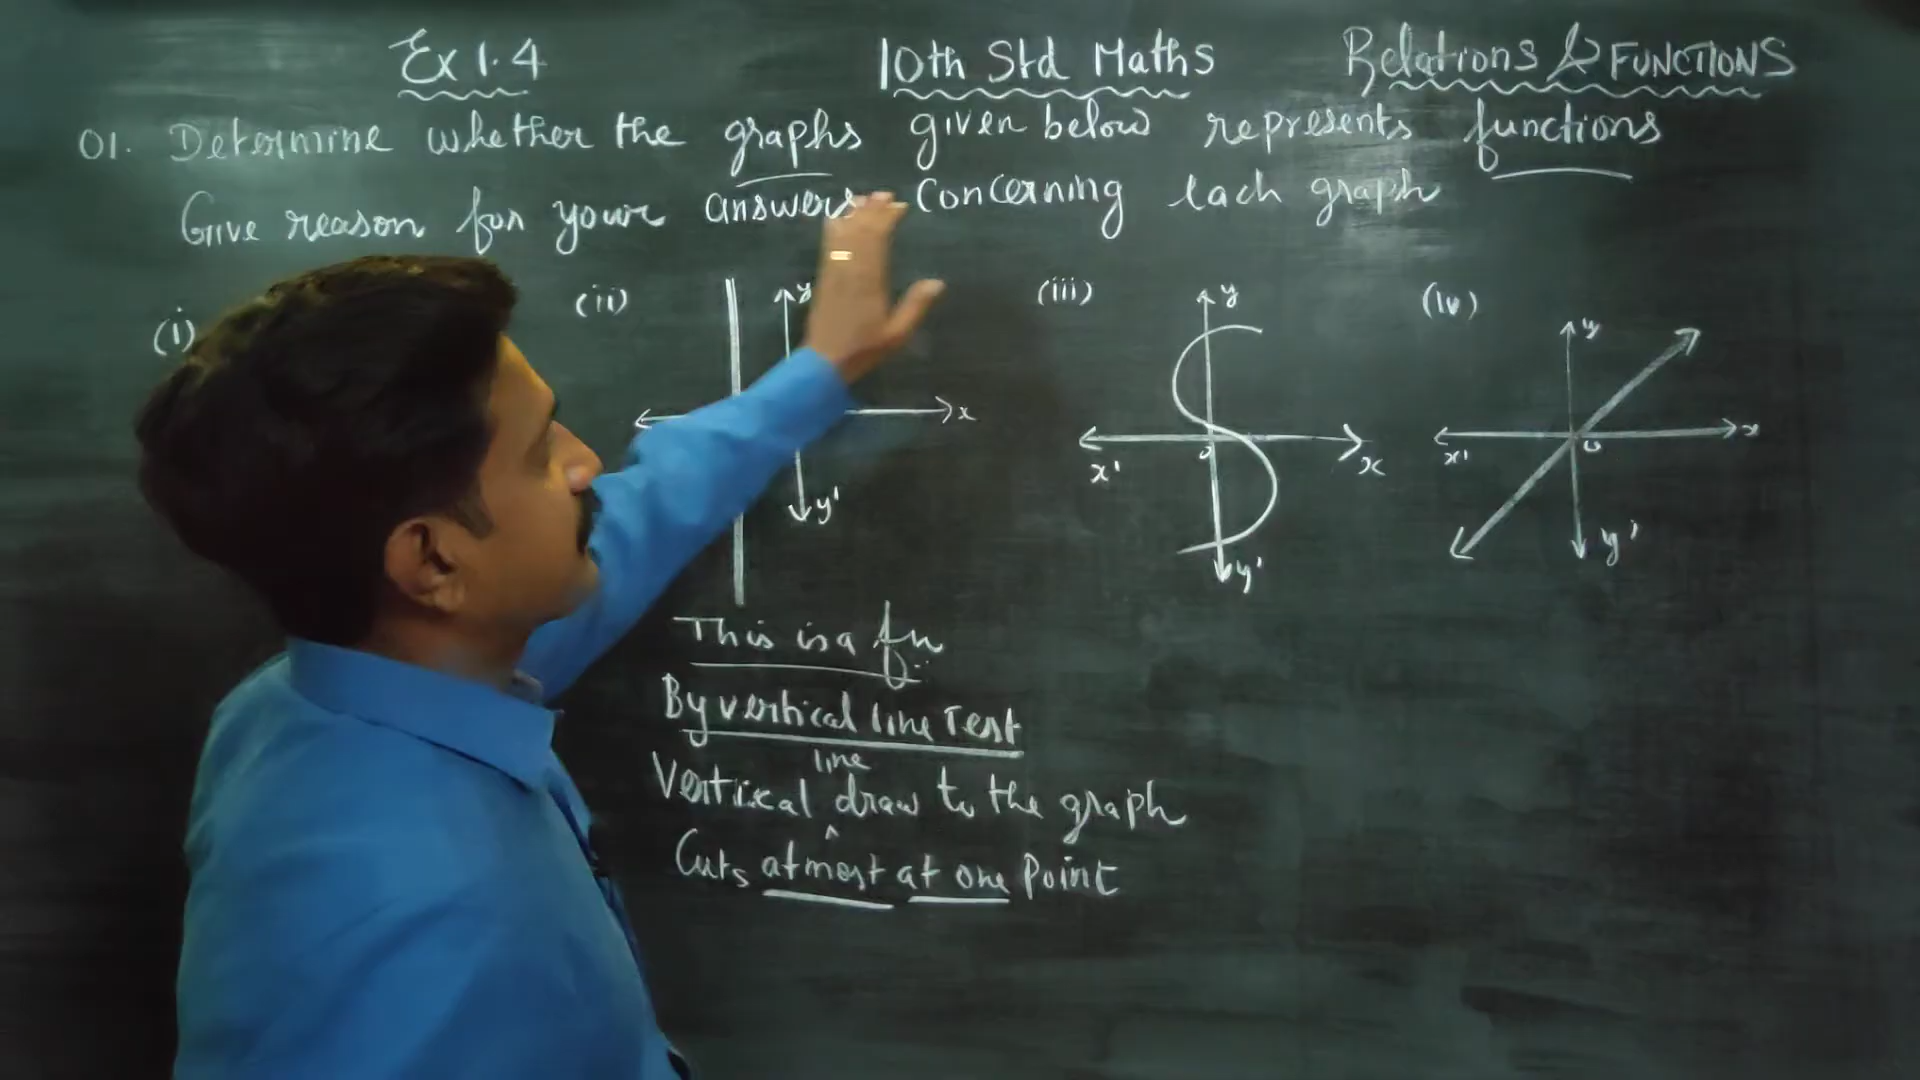 Ex 1.4 10th Std Maths Relations & FUNCTIONS
01. Determine whether the graphs given below represents functions
Give reason for your answers concerning each graph
(i) (ii) (iii) (iv)
y y y
x x' o x x' o x
y' y' y'
This is a fn
By vertical line Test
line
Vertical draw to the graph
^
Cuts atmost at one Point